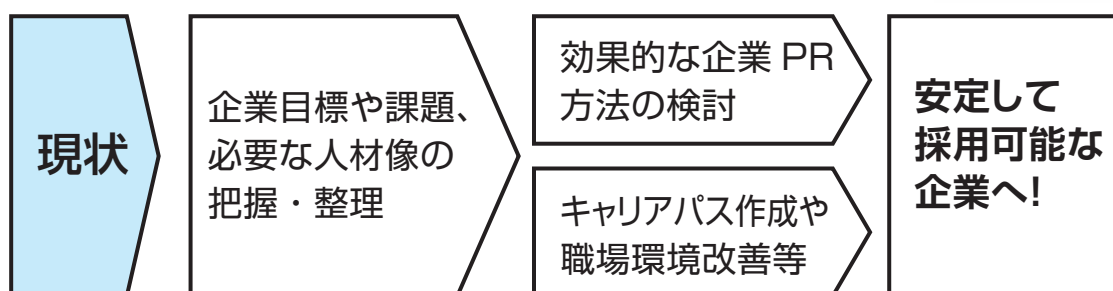 現状
企業目標や課題、
必要な人材像の
把握・整理
効果的な企業 PR
方法の検討
キャリアパス作成や
職場環境改善等
安定して
採用可能な
企業へ!